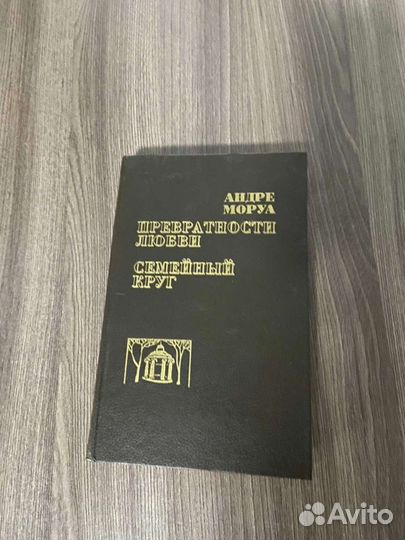 АНДРЕ
МОРУА
ПРЕВРАТНОСТИ
ЛЮБВИ
СЕМЕЙНЫЙ
КРУГ
Avito